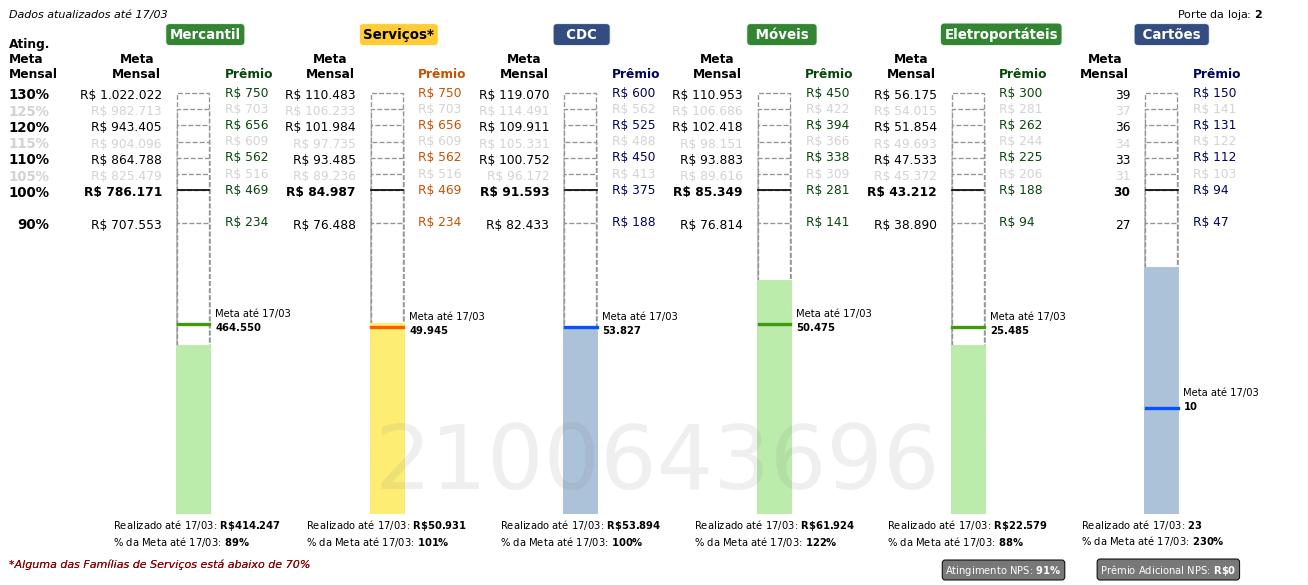 Dados atualizados até 17/03
Porte da loja: 2
Mercantil Serviços* CDC Móveis Eletroportáteis Cartões
Ating. Meta Mensal
Meta Mensal Prêmio Meta Mensal Prêmio Meta Mensal Prêmio Meta Mensal Prêmio Meta Mensal Prêmio Meta Mensal Prêmio
130% R$ 1.022.022 R$ 750 R$ 110.483 R$ 750 R$ 119.070 R$ 600 R$ 110.953 R$ 450 R$ 56.175 R$ 300 39 R$ 150
125% R$ 982.713 R$ 703 R$ 106.233 R$ 703 R$ 114.491 R$ 562 R$ 106.686 R$ 422 R$ 54.015 R$ 281 37 R$ 141
120% R$ 943.405 R$ 656 R$ 101.984 R$ 656 R$ 109.911 R$ 525 R$ 102.418 R$ 394 R$ 51.854 R$ 262 36 R$ 131
115% R$ 904.096 R$ 609 R$ 97.735 R$ 609 R$ 105.331 R$ 488 R$ 98.151 R$ 366 R$ 49.693 R$ 244 34 R$ 122
110% R$ 864.788 R$ 562 R$ 93.485 R$ 562 R$ 100.752 R$ 450 R$ 93.883 R$ 338 R$ 47.533 R$ 225 33 R$ 112
105% R$ 825.479 R$ 516 R$ 89.236 R$ 516 R$ 96.172 R$ 413 R$ 89.616 R$ 309 R$ 45.372 R$ 206 31 R$ 103
100% R$ 786.171 R$ 469 R$ 84.987 R$ 469 R$ 91.593 R$ 375 R$ 85.349 R$ 281 R$ 43.212 R$ 188 30 R$ 94
90% R$ 707.553 R$ 234 R$ 76.488 R$ 234 R$ 82.433 R$ 188 R$ 76.814 R$ 141 R$ 38.890 R$ 94 27 R$ 47
Meta até 17/03
464.550
Meta até 17/03
49.945
Meta até 17/03
53.827
Meta até 17/03
50.475
Meta até 17/03
25.485
Meta até 17/03
10
2100643696
Realizado até 17/03: R$414.247
% da Meta até 17/03: 89%
Realizado até 17/03: R$50.931
% da Meta até 17/03: 101%
Realizado até 17/03: R$53.894
% da Meta até 17/03: 100%
Realizado até 17/03: R$61.924
% da Meta até 17/03: 122%
Realizado até 17/03: R$22.579
% da Meta até 17/03: 88%
Realizado até 17/03: 23
% da Meta até 17/03: 230%
*Alguma das Famílias de Serviços está abaixo de 70%
Atingimento NPS: 91%
Prêmio Adicional NPS: R$0